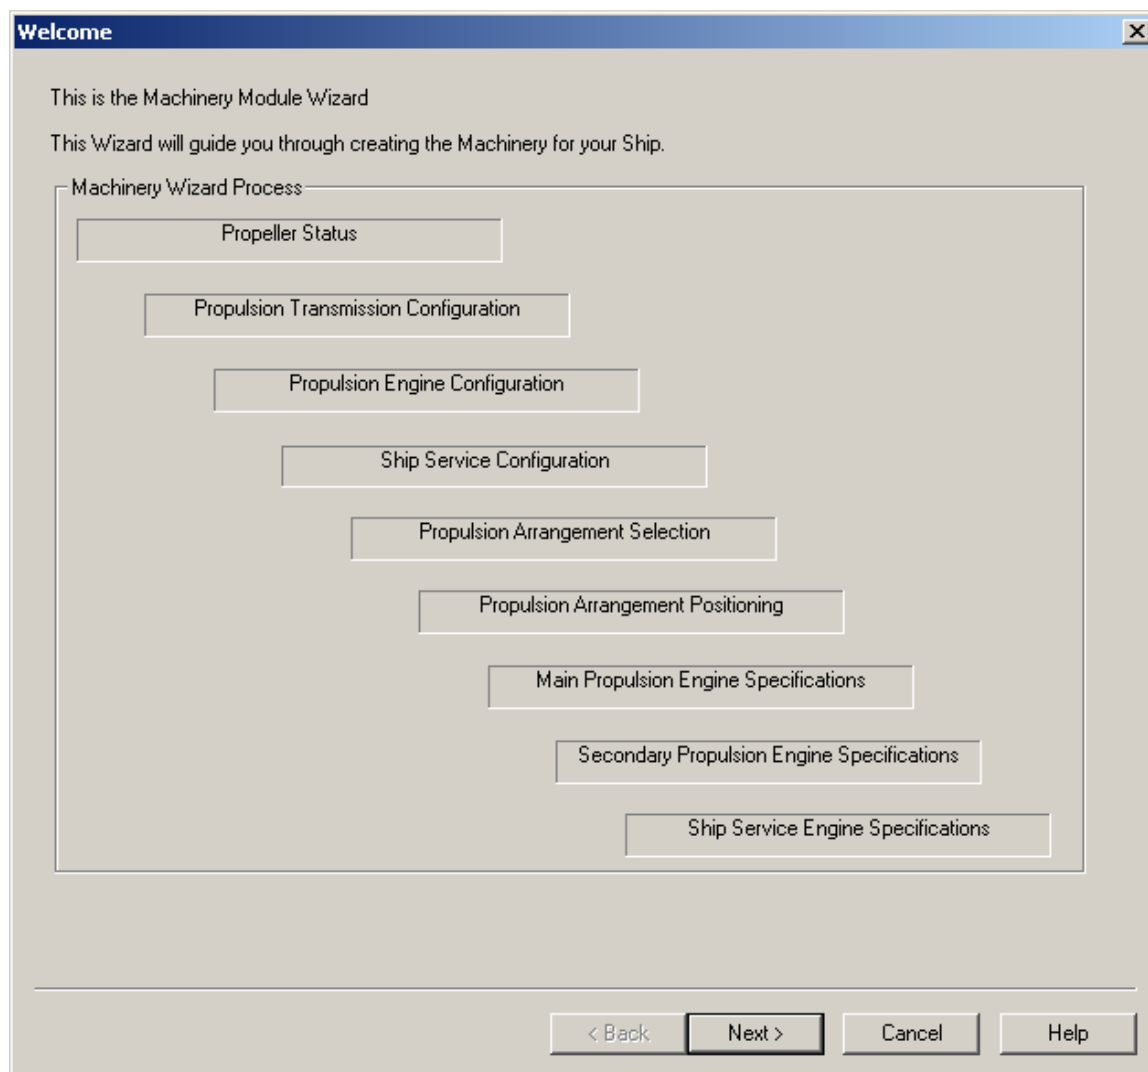 Welcome
This is the Machinery Module Wizard
This Wizard will guide you through creating the Machinery for your Ship.
Machinery Wizard Process
Propeller Status
Propulsion Transmission Configuration
Propulsion Engine Configuration
Ship Service Configuration
Propulsion Arrangement Selection
Propulsion Arrangement Positioning
Main Propulsion Engine Specifications
Secondary Propulsion Engine Specifications
Ship Service Engine Specifications
< Back Next > Cancel Help